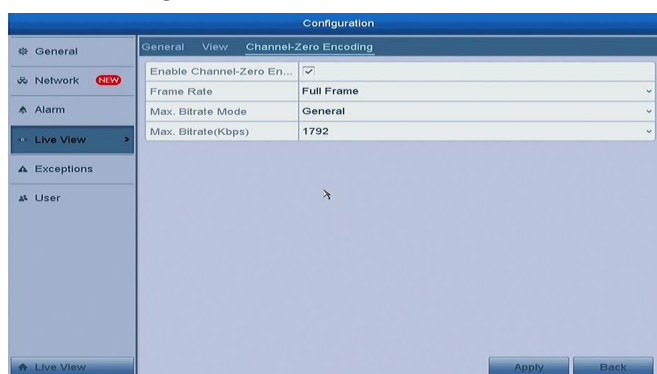 Configuration
General
Network NEW
Alarm
Live View
Exceptions
User
Live View
General View Channel-Zero Encoding
Enable Channel-Zero En...
Frame Rate Full Frame
Max. Bitrate Mode General
Max. Bitrate(Kbps) 1792
Apply Back